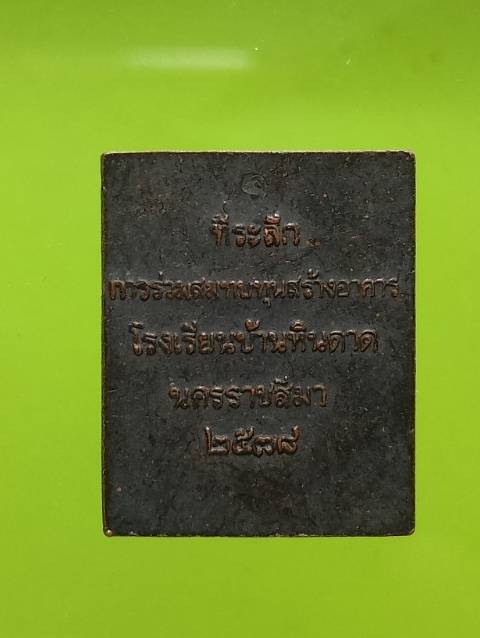 ที่ระลึก
การร่วมสมทบทุนสร้างอาคาร
โรงเรียนบ้านหินดาด
นครราชสีมา
๒๕๓๘